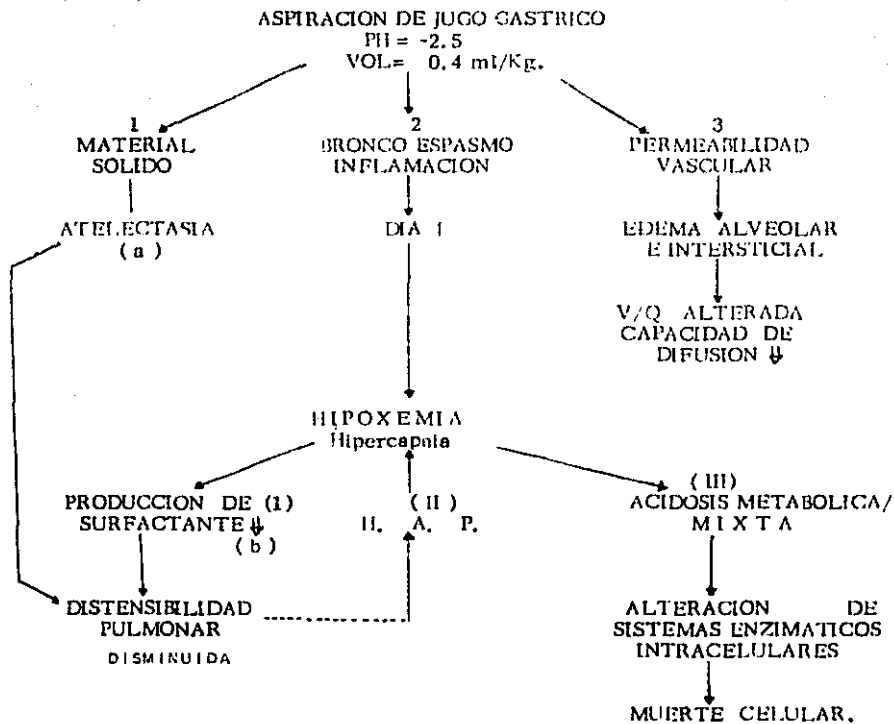 ASPIRACION DE JUGO GASTRICO
PH = -2.5
VOL= 0.4 ml/Kg.
1
MATERIAL
SOLIDO
2
BRONCO ESPASMO
INFLAMACION
3
PERMEABILIDAD
VASCULAR
ATELECTASIA
(a)
DIA 1
EDEMA ALVEOLAR
E INTERSTICIAL
V/Q ALTERADA
CAPACIDAD DE
DIFUSION ⇓
HIPOXEMIA
Hipercapnia
PRODUCCION DE (1)
SURFACTANTE ⇓
(b)
(II)
H. A. P.
(III)
ACIDOSIS METABOLICA/
MIXTA
DISTENSIBILIDAD
PULMONAR
DISMINUIDA
ALTERACION DE
SISTEMAS ENZIMATICOS
INTRACELULARES
MUERTE CELULAR.